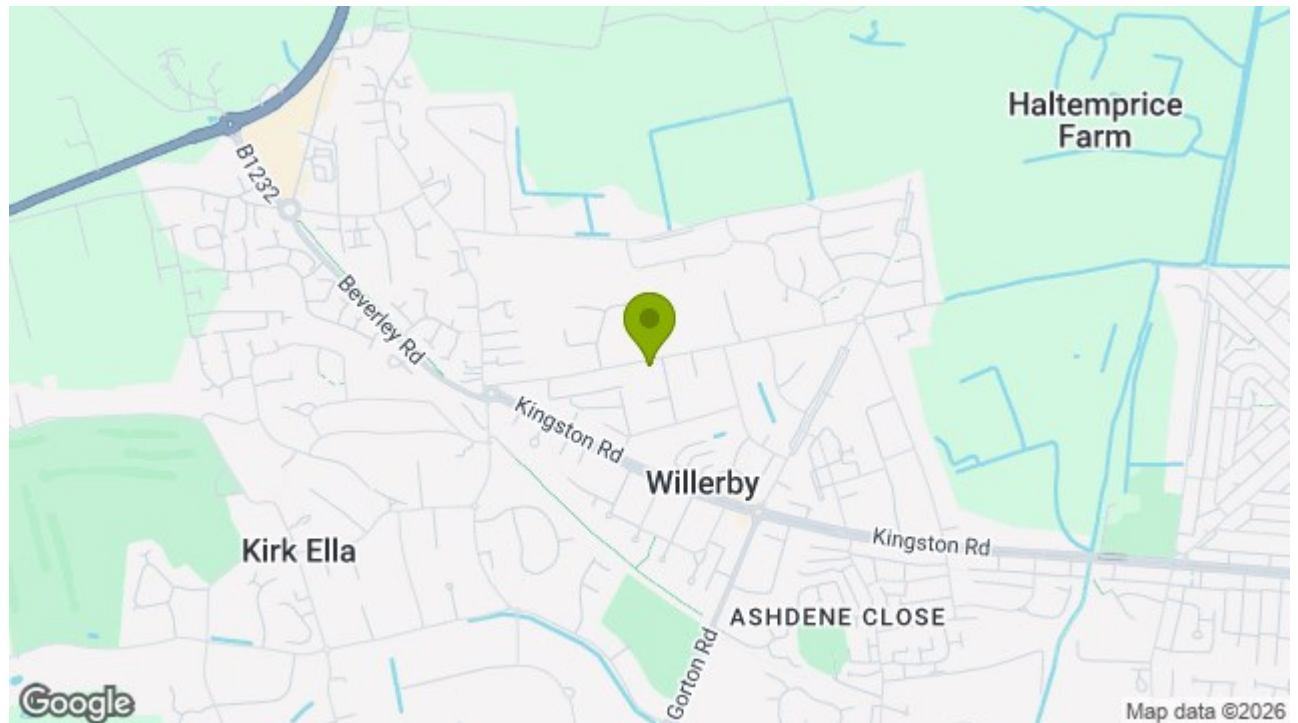 Haltemprice
Farm
B1232
Beverley Rd
Kingston Rd
Willerby
Kingston Rd
Kirk Ella
ASHDENE CLOSE
Gorton Rd
Google
Map data ©2026